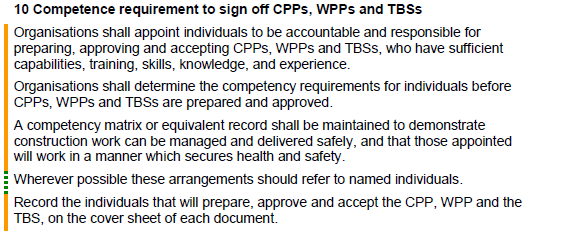 10 Competence requirement to sign off CPPs, WPPs and TBSs
Organisations shall appoint individuals to be accountable and responsible for
preparing, approving and accepting CPPs, WPPs and TBSs, who have sufficient
capabilities, training, skills, knowledge, and experience.
Organisations shall determine the competency requirements for individuals before
CPPs, WPPs and TBSs are prepared and approved.
A competency matrix or equivalent record shall be maintained to demonstrate
construction work can be managed and delivered safely, and that those appointed
will work in a manner which secures health and safety.
Wherever possible these arrangements should refer to named individuals.
Record the individuals that will prepare, approve and accept the CPP, WPP and the
TBS, on the cover sheet of each document.